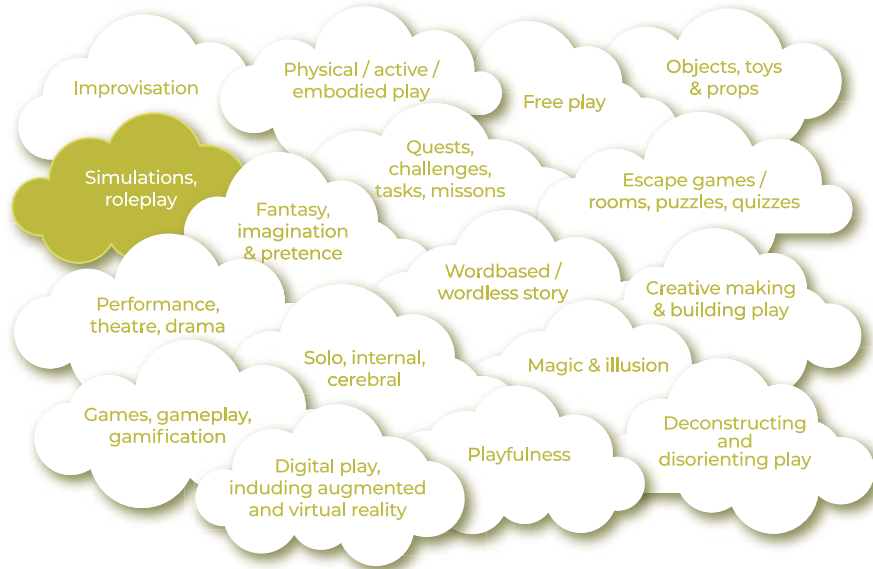 Improvisation
Physical / active /
embodied play
Free play
Objects, toys
& props
Simulations,
roleplay
Quests,
challenges,
tasks, missons
Escape games /
rooms, puzzles, quizzes
Fantasy,
imagination
& pretence
Wordbased /
wordless story
Creative making
& building play
Performance,
theatre, drama
Solo, internal,
cerebral
Magic & illusion
Games, gameplay,
gamification
Digital play,
including augmented
and virtual reality
Playfulness
Deconstructing
and
disorienting play